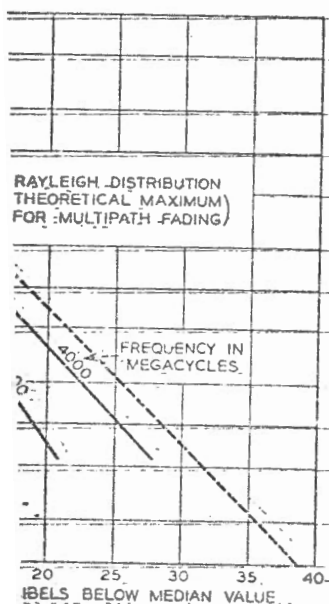 RAYLEIGH DISTRIBUTION
THEORETICAL MAXIMUM
FOR MULTIPATH FADING)
FREQUENCY IN
MEGACYCLES
4000
20 25 30 35 40
IBELS BELOW MEDIAN VALUE